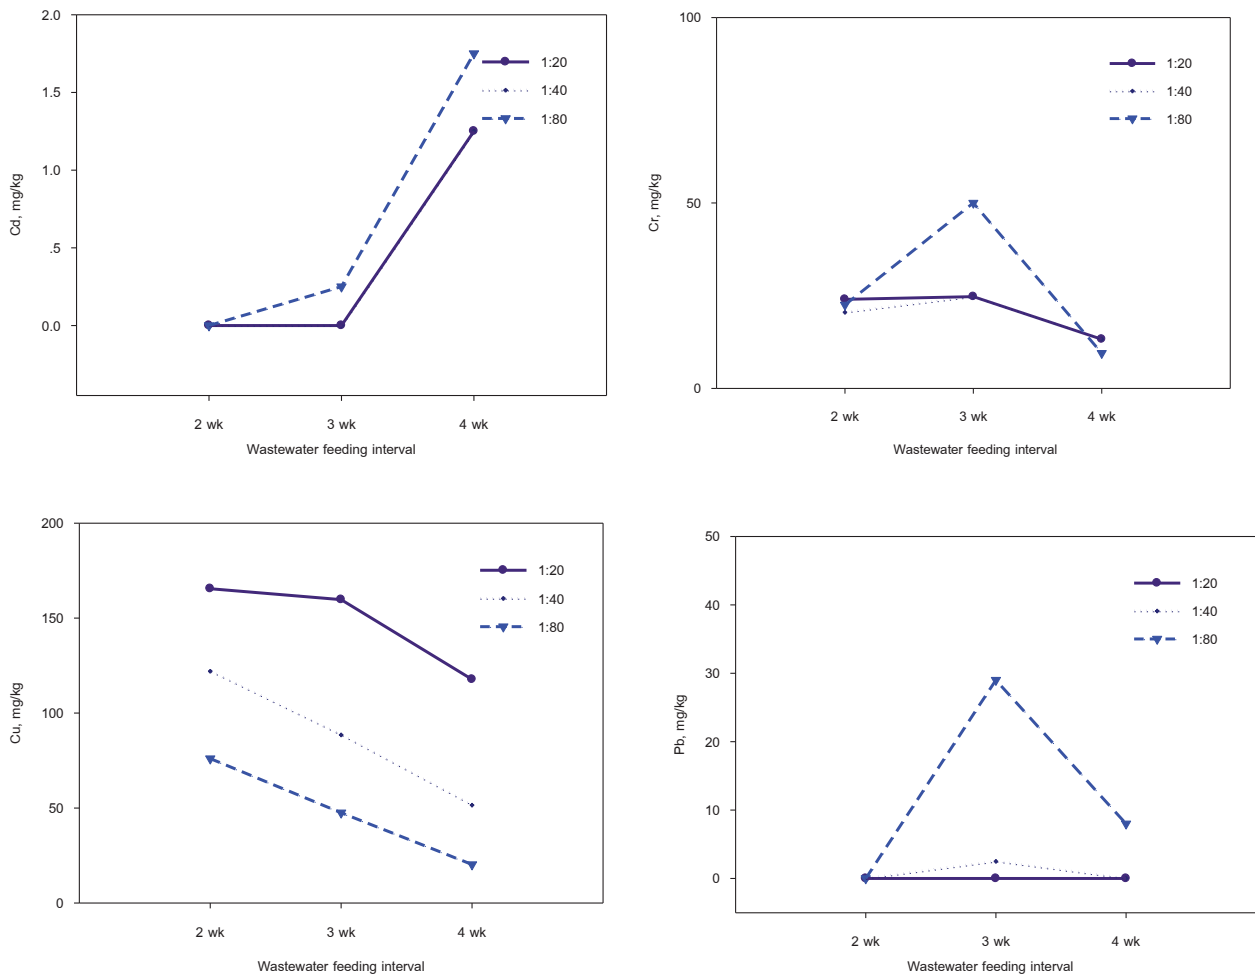 2.0
1.5
1.0
.5
0.0
Cd, mg/kg
1:20
1:40
1:80
2 wk 3 wk 4 wk
Wastewater feeding interval
100
50
0
Cr, mg/kg
1:20
1:40
1:80
2 wk 3 wk 4 wk
Wastewater feeding interval
200
150
100
50
0
Cu, mg/kg
1:20
1:40
1:80
2 wk 3 wk 4 wk
Wastewater feeding interval
50
40
30
20
10
0
Pb, mg/kg
1:20
1:40
1:80
2 wk 3 wk 4 wk
Wastewater feeding interval